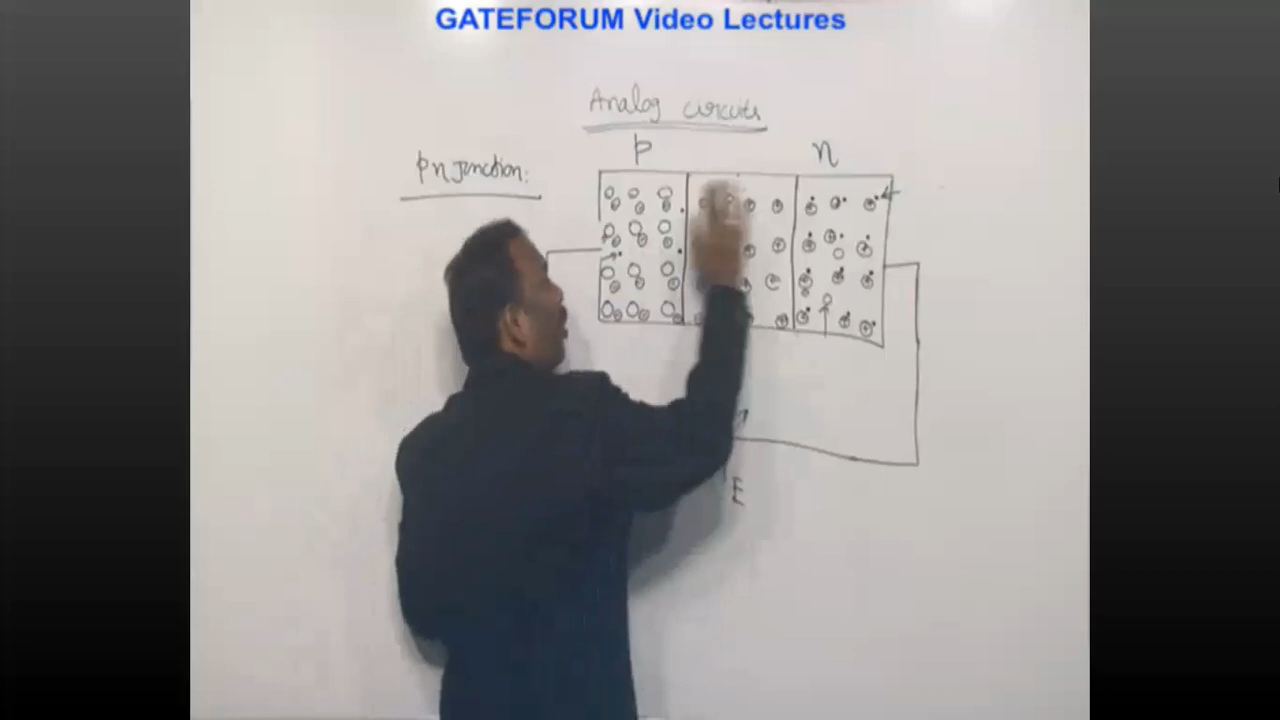 GATEFORUM Video Lectures
Analog circuits
p n
pn junction:
E